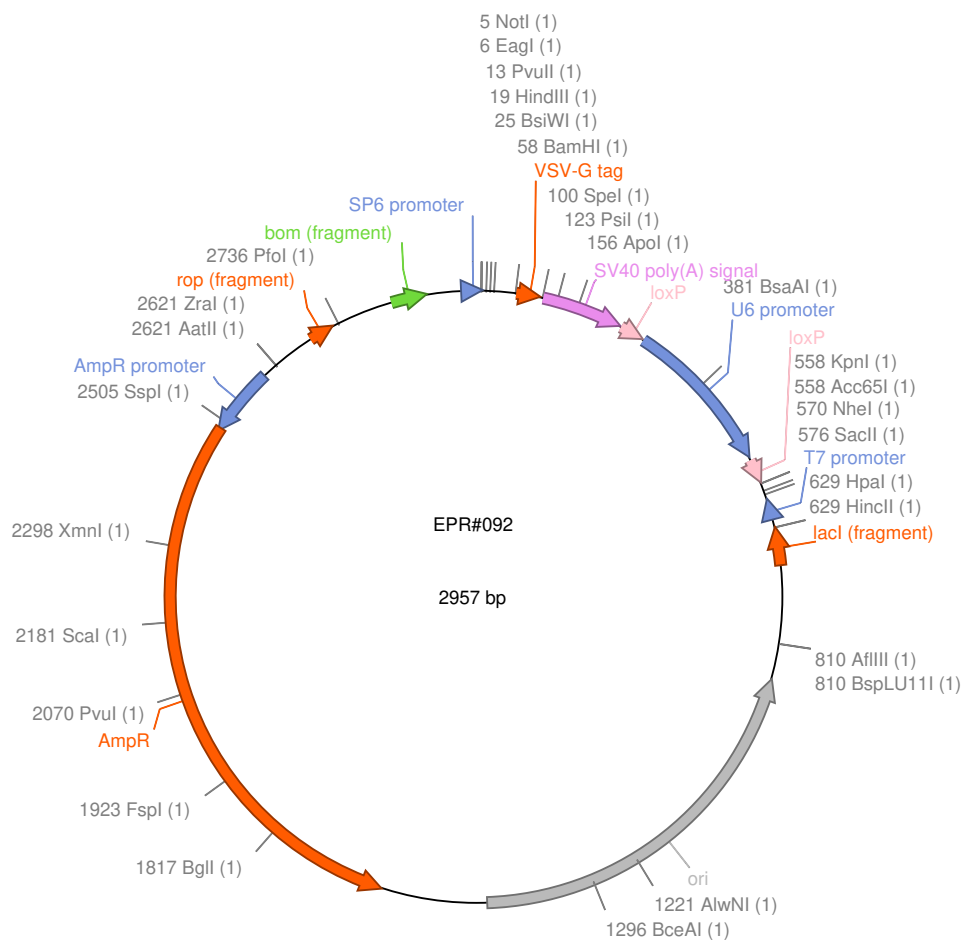 5 NotI (1)
6 EagI (1)
13 PvuII (1)
19 HindIII (1)
25 BsiWI (1)
58 BamHI (1)
VSV-G tag
100 SpeI (1)
123 PsiI (1)
156 ApoI (1)
SV40 poly(A) signal
loxP
381 BsaAI (1)
U6 promoter
loxP
558 KpnI (1)
558 Acc65I (1)
570 NheI (1)
576 SacII (1)
T7 promoter
629 HpaI (1)
629 HincII (1)
lacI (fragment)
810 AflIII (1)
810 BspLU11I (1)
ori
1221 AlwNI (1)
1296 BceAI (1)
1817 BglI (1)
1923 FspI (1)
AmpR
2070 PvuI (1)
2181 ScaI (1)
2298 XmnI (1)
2505 SspI (1)
AmpR promoter
2621 AatII (1)
2621 ZraI (1)
rop (fragment)
2736 PfoI (1)
bom (fragment)
SP6 promoter
EPR#092
2957 bp